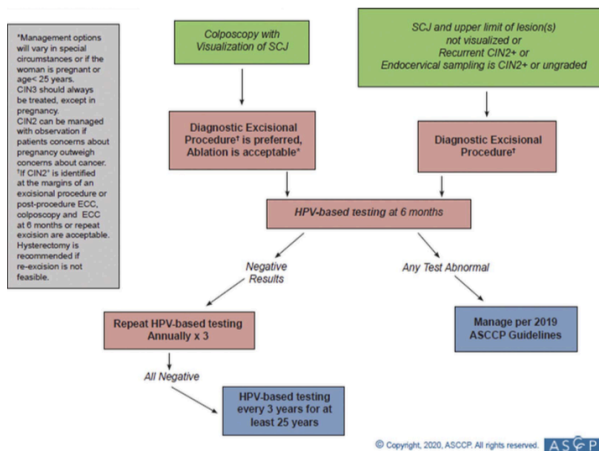 *Management options
will vary in special
circumstances or if the
woman is pregnant or
age< 25 years.
CIN3 should always
be treated, except in
pregnancy.
CIN2 can be managed
with observation if
patients concerns about
pregnancy outweigh
concerns about cancer.
†If CIN2⁺ is identified
at the margins of an
excisional procedure or
post-procedure ECC,
colposcopy and ECC
at 6 months or repeat
excision are acceptable.
Hysterectomy is
recommended if
re-excision is not
feasible.
Colposcopy with
Visualization of SCJ
SCJ and upper limit of lesion(s)
not visualized or
Recurrent CIN2+ or
Endocervical sampling is CIN2+ or ungraded
Diagnostic Excisional
Procedure† is preferred,
Ablation is acceptable*
Diagnostic Excisional
Procedure†
HPV-based testing at 6 months
Negative
Results
Any Test Abnormal
Repeat HPV-based testing
Annually x 3
Manage per 2019
ASCCP Guidelines
All Negative
HPV-based testing
every 3 years for at
least 25 years
© Copyright, 2020, ASCCP. All rights reserved.
ASCCP